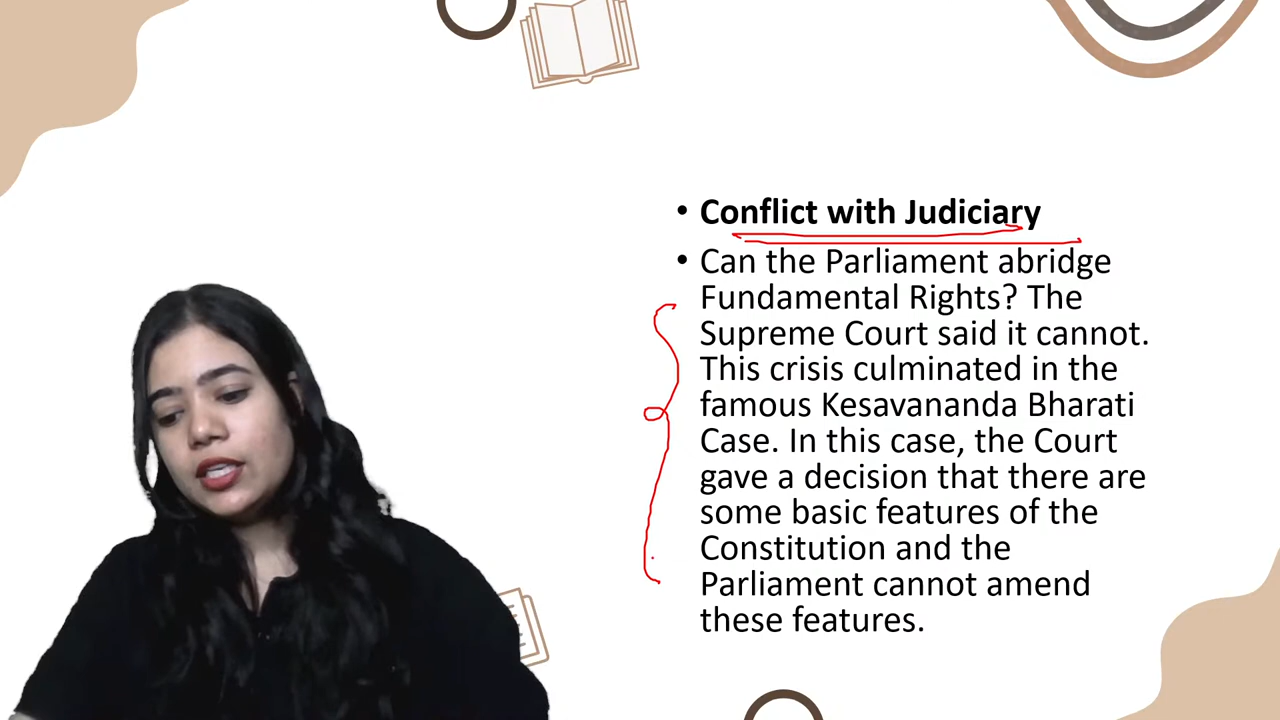 • Conflict with Judiciary
• Can the Parliament abridge
Fundamental Rights? The
Supreme Court said it cannot.
This crisis culminated in the
famous Kesavananda Bharati
Case. In this case, the Court
gave a decision that there are
some basic features of the
Constitution and the
Parliament cannot amend
these features.